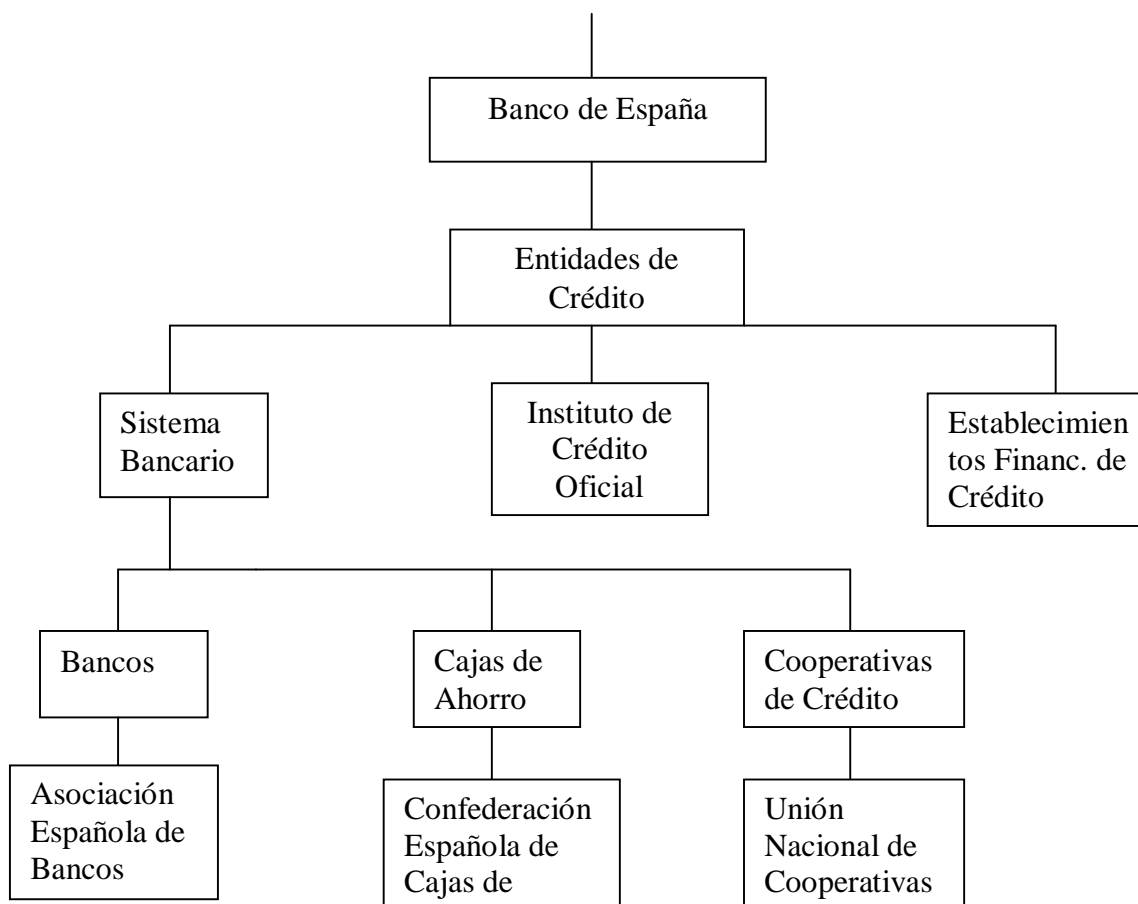 Banco de España
Entidades de
Crédito
Sistema
Bancario
Instituto de
Crédito
Oficial
Establecimien
tos Financ. de
Crédito
Bancos
Cajas de
Ahorro
Cooperativas
de Crédito
Asociación
Española de
Bancos
Confederación
Española de
Cajas de
Unión
Nacional de
Cooperativas